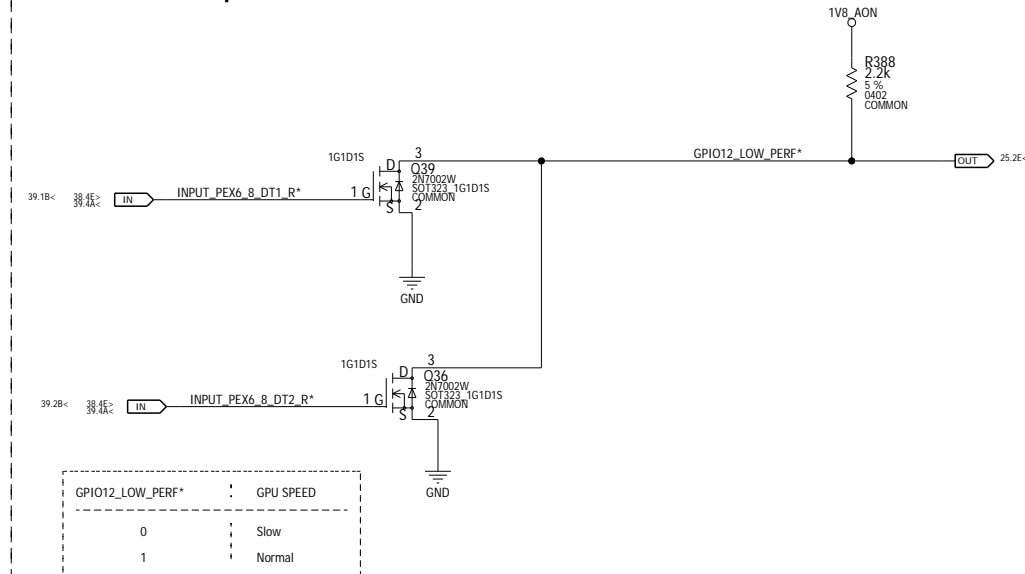 1V8_AON
R388
2.2k
5 %
0402
COMMON
GPIO12_LOW_PERF*
OUT
25.2E<
1G1D1S
3
D
Q39
2N7002W
SOT323_1G1D1S
COMMON
1 G
S
2
39.1B<
38.4E>
39.4A<
IN
INPUT_PEX6_8_DT1_R*
GND
1G1D1S
3
D
Q36
2N7002W
SOT323_1G1D1S
COMMON
1 G
S
2
39.2B<
38.4E>
39.4A<
IN
INPUT_PEX6_8_DT2_R*
GND
GPIO12_LOW_PERF* GPU SPEED
0 Slow
1 Normal